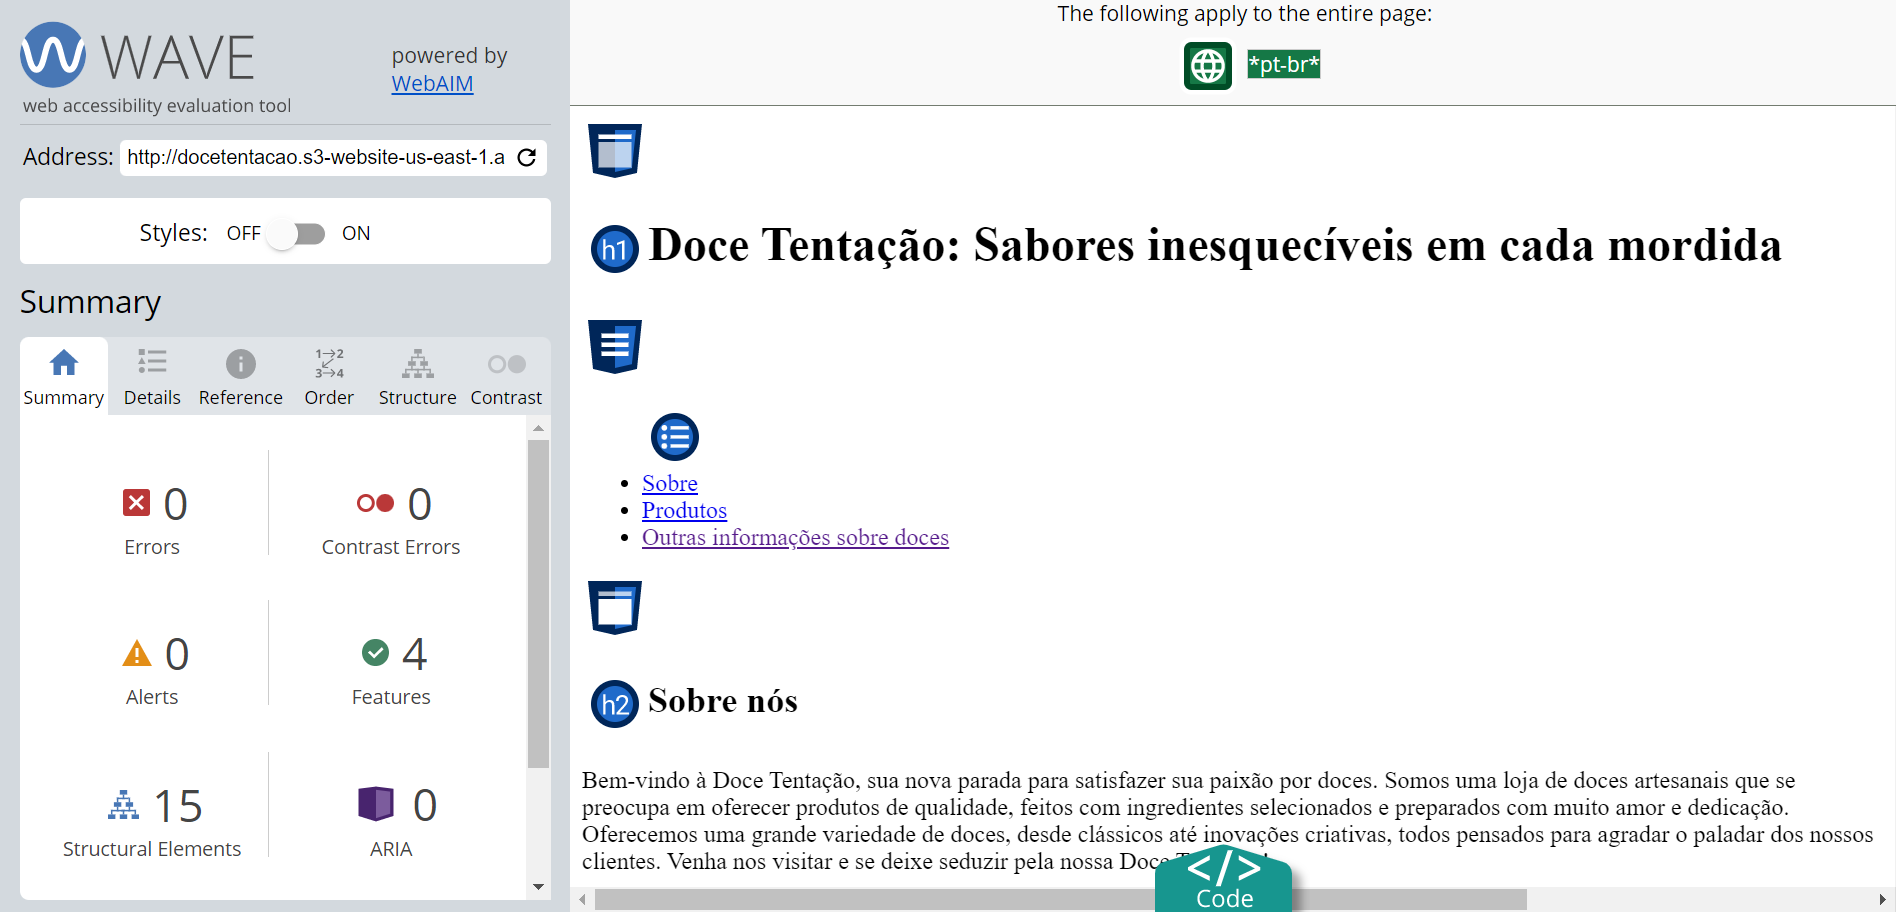 WAVE
web accessibility evaluation tool
powered by
WebAIM
Address: http://docetentacao.s3-website-us-east-1.a
Styles: OFF ON
Summary
Summary Details Reference Order Structure Contrast
0
Errors
0
Contrast Errors
0
Alerts
4
Features
15
Structural Elements
0
ARIA
The following apply to the entire page:
*pt-br*
h1 Doce Tentação: Sabores inesquecíveis em cada mordida
Sobre
Produtos
Outras informações sobre doces
h2 Sobre nós
Bem-vindo à Doce Tentação, sua nova parada para satisfazer sua paixão por doces. Somos uma loja de doces artesanais que se
preocupa em oferecer produtos de qualidade, feitos com ingredientes selecionados e preparados com muito amor e dedicação.
Oferecemos uma grande variedade de doces, desde clássicos até inovações criativas, todos pensados para agradar o paladar dos nossos
clientes. Venha nos visitar e se deixe seduzir pela nossa Doce
</> Code